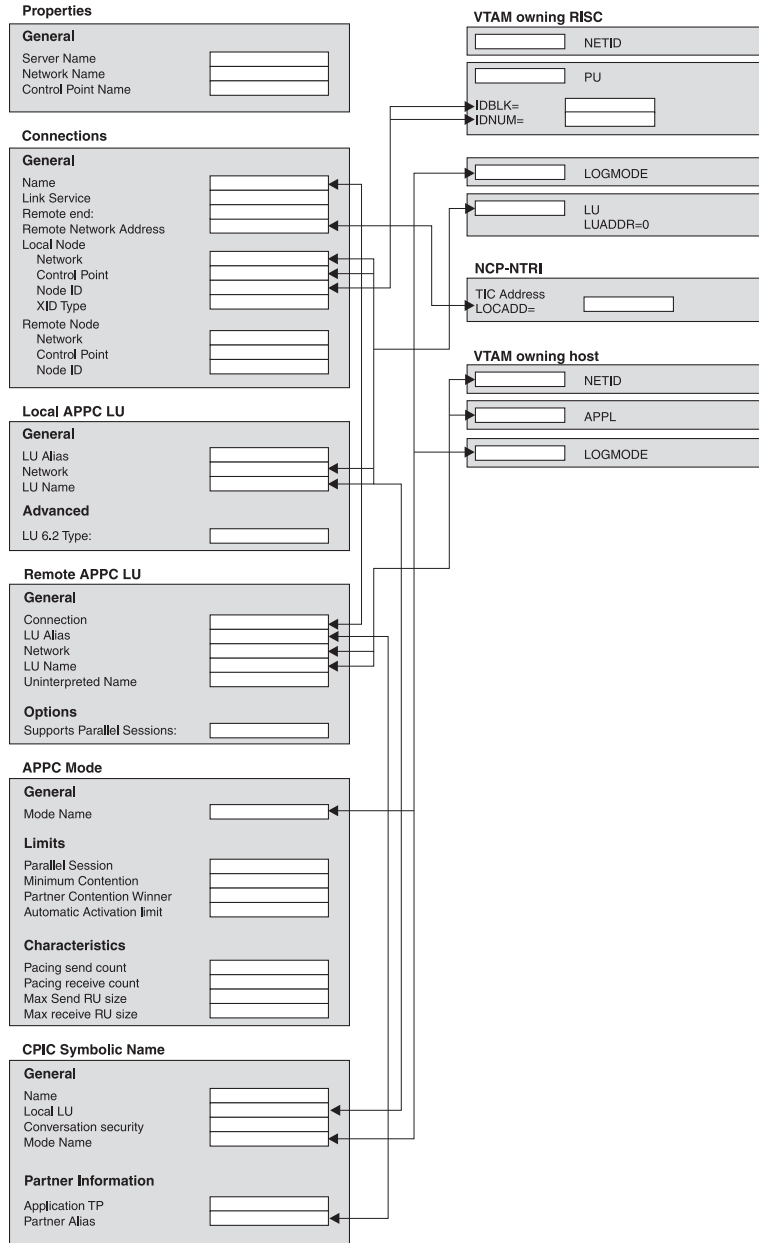 Properties
General
Server Name
Network Name
Control Point Name
Connections
General
Name
Link Service
Remote end:
Remote Network Address
Local Node
Network
Control Point
Node ID
XID Type
Remote Node
Network
Control Point
Node ID
Local APPC LU
General
LU Alias
Network
LU Name
Advanced
LU 6.2 Type:
Remote APPC LU
General
Connection
LU Alias
Network
LU Name
Uninterpreted Name
Options
Supports Parallel Sessions:
APPC Mode
General
Mode Name
Limits
Parallel Session
Minimum Contention
Partner Contention Winner
Automatic Activation limit
Characteristics
Pacing send count
Pacing receive count
Max Send RU size
Max receive RU size
CPIC Symbolic Name
General
Name
Local LU
Conversation security
Mode Name
Partner Information
Application TP
Partner Alias
VTAM owning RISC
NETID
PU
IDBLK=
IDNUM=
LOGMODE
LU
LUADDR=0
NCP-NTRI
TIC Address
LOCADD=
VTAM owning host
NETID
APPL
LOGMODE